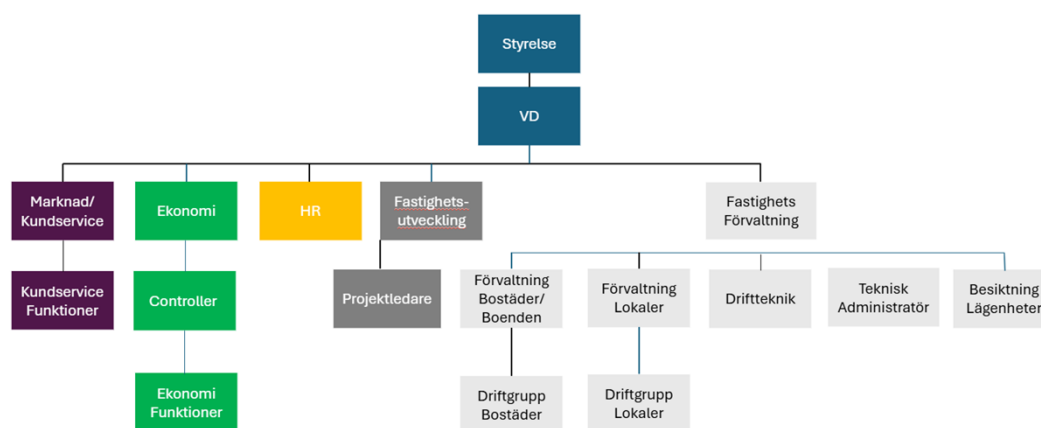 Styrelse
VD
Marknad/
Kundservice
Ekonomi
HR
Fastighets-
utveckling
Fastighets
Förvaltning
Kundservice
Funktioner
Controller
Projektledare
Förvaltning
Bostäder/
Boenden
Förvaltning
Lokaler
Driftteknik
Teknisk
Administratör
Besiktning
Lägenheter
Ekonomi
Funktioner
Driftgrupp
Bostäder
Driftgrupp
Lokaler